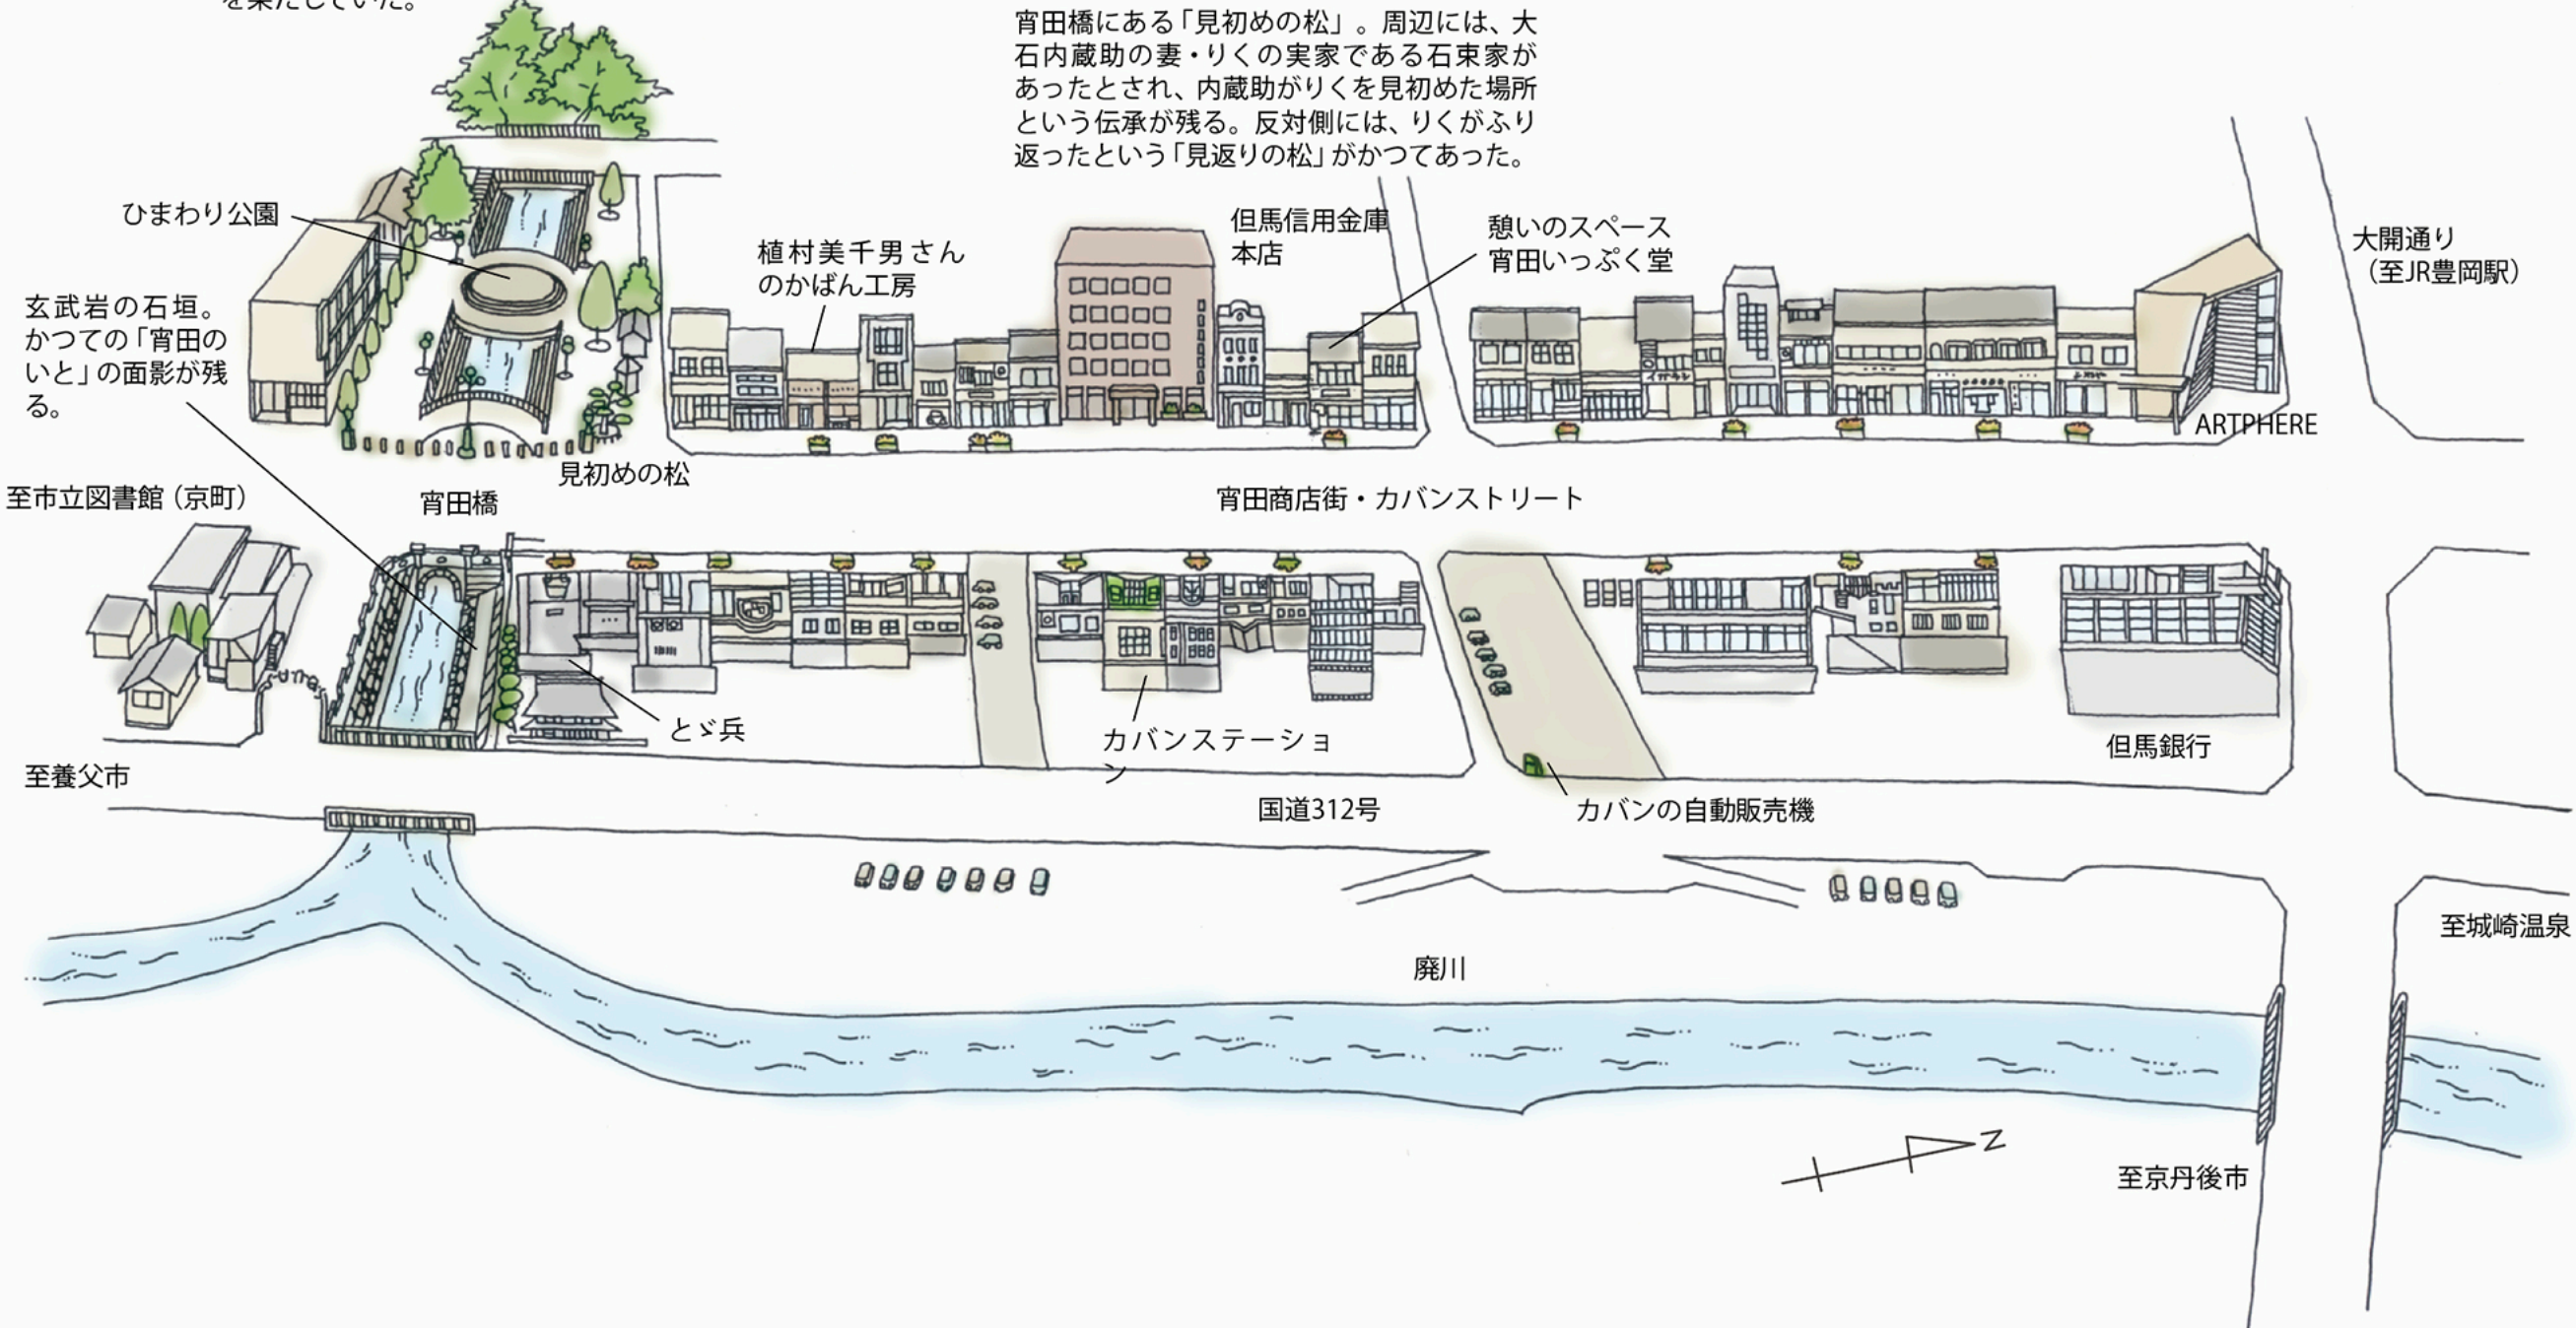 を果たしていた。
宵田橋にある「見初めの松」。周辺には、大
石内蔵助の妻・りくの実家である石束家が
あったとされ、内蔵助がりくを見初めた場所
という伝承が残る。反対側には、りくがふり
返ったという「見返りの松」がかつてあった。
ひまわり公園
植村美千男さん
のかばん工房
但馬信用金庫
本店
憩いのスペース
宵田いっぷく堂
大開通り
（至JR豊岡駅）
玄武岩の石垣。
かつての「宵田の
いと」の面影が残
る。
ARTPHERE
見初めの松
至市立図書館（京町）
宵田橋
宵田商店街・カバンストリート
とゞ兵
カバンステーショ
ン
但馬銀行
至養父市
国道312号
カバンの自動販売機
至城崎温泉
廃川
N
至京丹後市